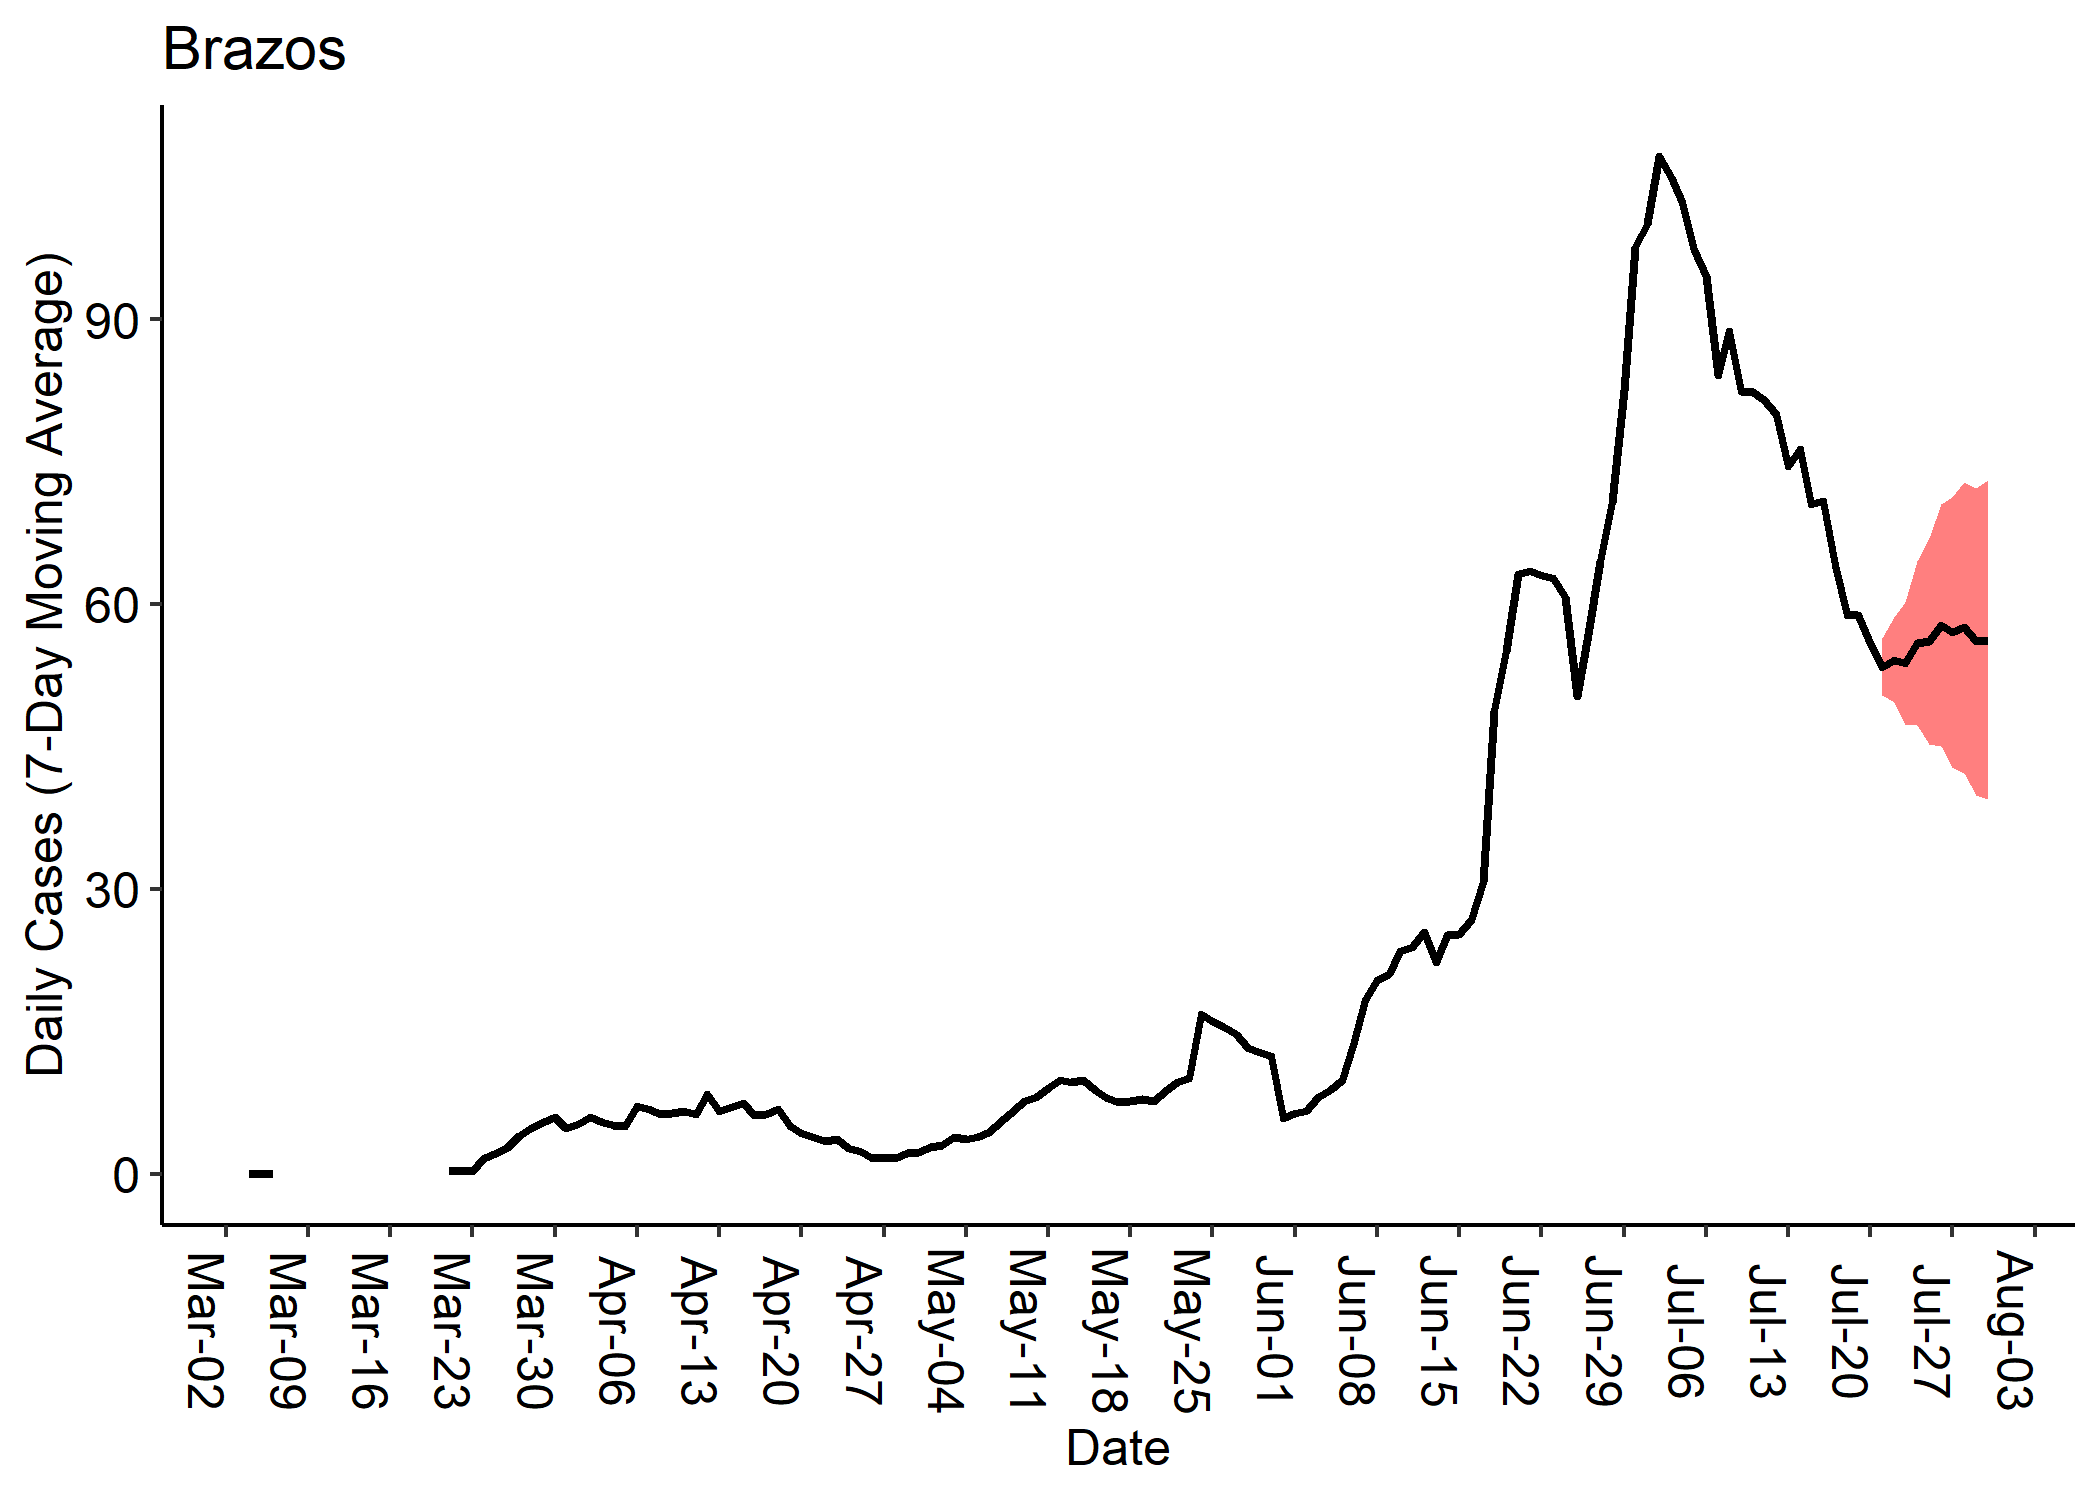 Brazos
Daily Cases (7-Day Moving Average)
90
60
30
0
Mar-02
Mar-09
Mar-16
Mar-23
Mar-30
Apr-06
Apr-13
Apr-20
Apr-27
May-04
May-11
May-18
May-25
Jun-01
Jun-08
Jun-15
Jun-22
Jun-29
Jul-06
Jul-13
Jul-20
Jul-27
Aug-03
Date